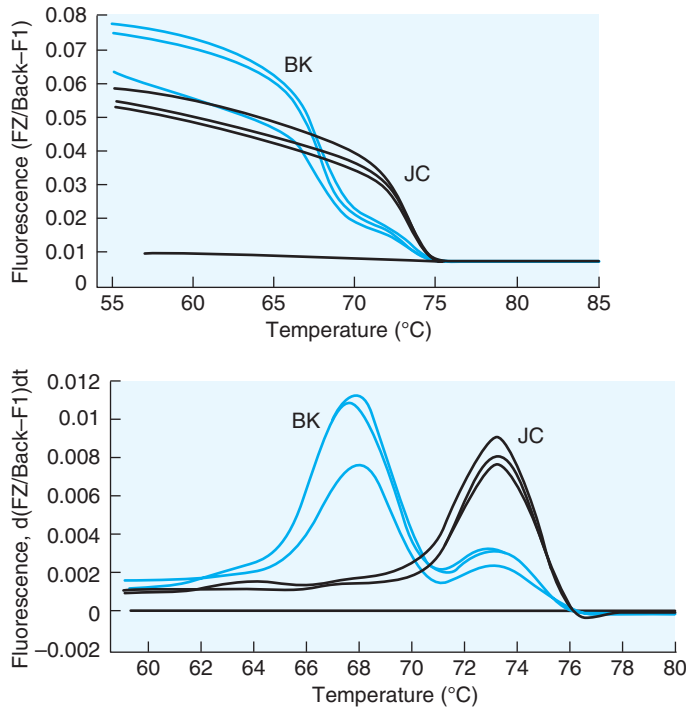 Fluorescence (FZ/Back–F1)
0.08
0.07
0.06
0.05
0.04
0.03
0.02
0.01
0
BK
JC
55 60 65 70 75 80 85
Temperature (°C)
Fluorescence, d(FZ/Back–F1)dt
0.012
0.01
0.008
0.006
0.004
0.002
0
–0.002
BK
JC
60 62 64 66 68 70 72 74 76 78 80
Temperature (°C)